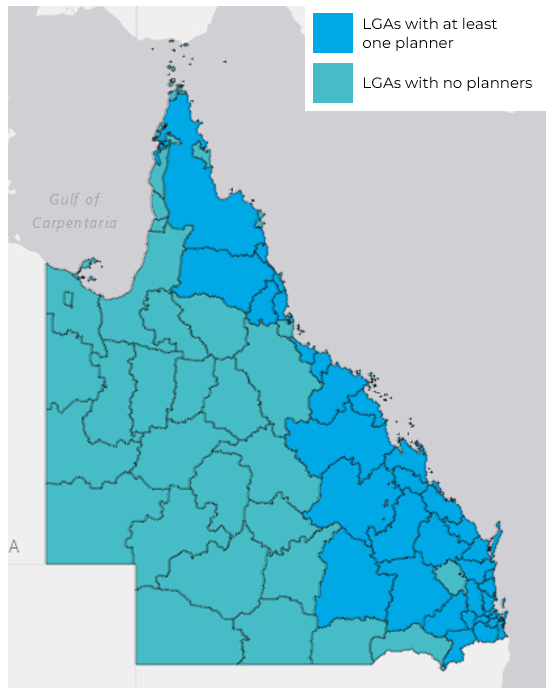 LGAs with at least
one planner
LGAs with no planners
Gulf of
Carpentaria
A